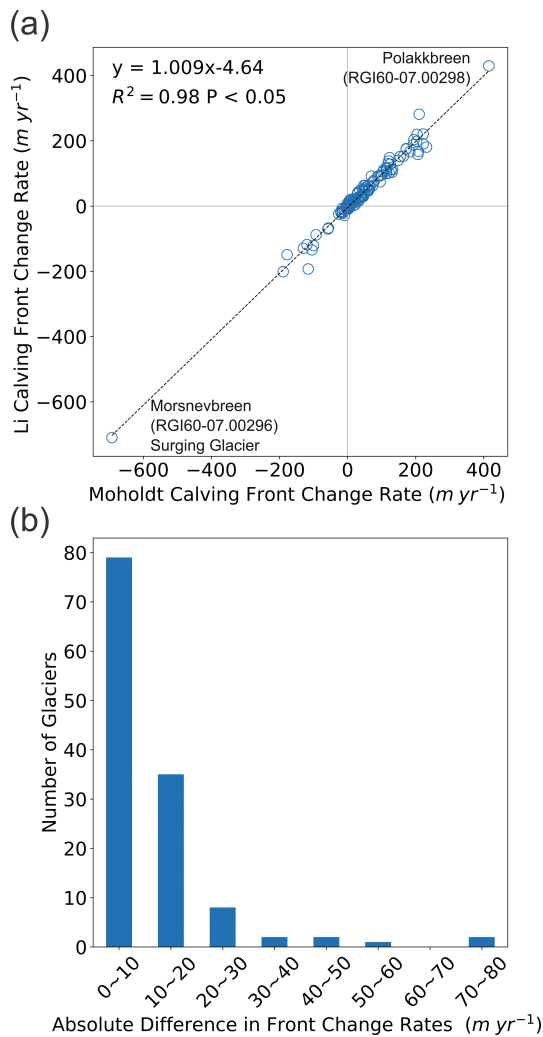 (a)
y = 1.009x-4.64
R² = 0.98 P < 0.05
Polakkbreen
(RGI60-07.00298)
Morsnevbreen
(RGI60-07.00296)
Surging Glacier
Li Calving Front Change Rate (m yr⁻¹)
400
200
0
−200
−400
−600
−600 −400 −200 0 200 400
Moholdt Calving Front Change Rate (m yr⁻¹)
(b)
Number of Glaciers
80
70
60
50
40
30
20
10
0
0~10 10~20 20~30 30~40 40~50 50~60 60~70 70~80
Absolute Difference in Front Change Rates (m yr⁻¹)